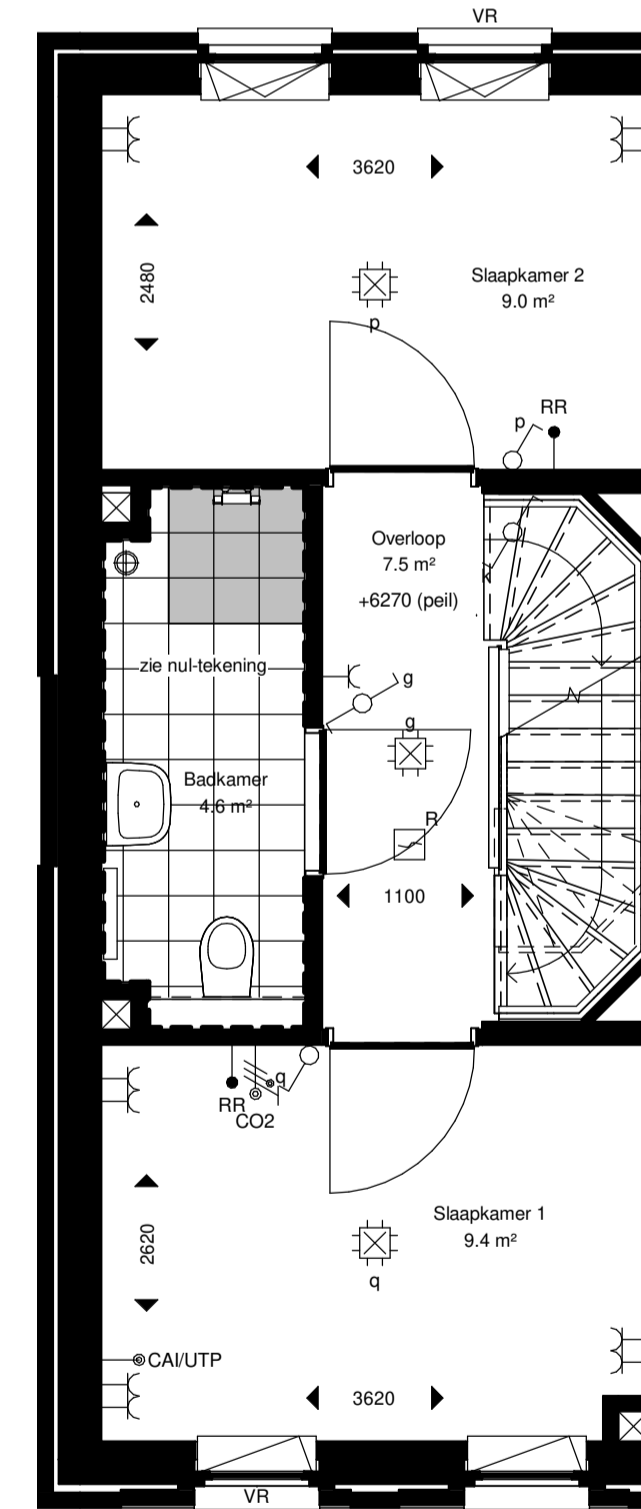 VR
3620
2480
Slaapkamer 2
9.0 m²
p
p
RR
Overloop
7.5 m²
+6270 (peil)
zie nul-tekening
g
g
Badkamer
4.6 m²
R
1100
q
RR
CO2
Slaapkamer 1
9.4 m²
2620
q
CAI/UTP
3620
VR